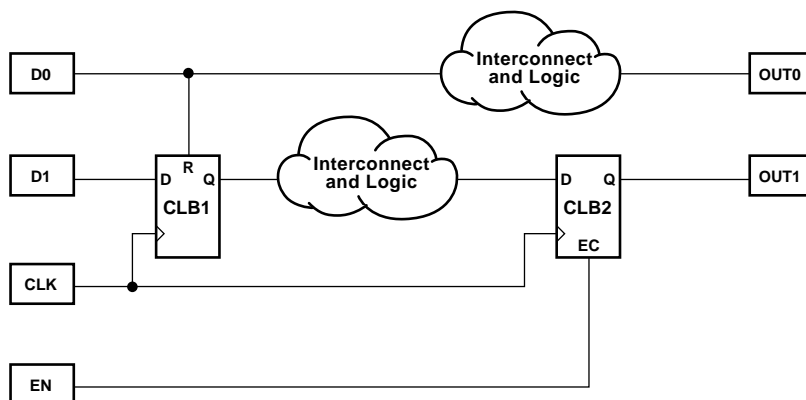 Interconnect
and Logic
D0
OUT0
R
Interconnect
and Logic
D1
D Q
D Q
OUT1
CLB1
CLB2
EC
CLK
EN